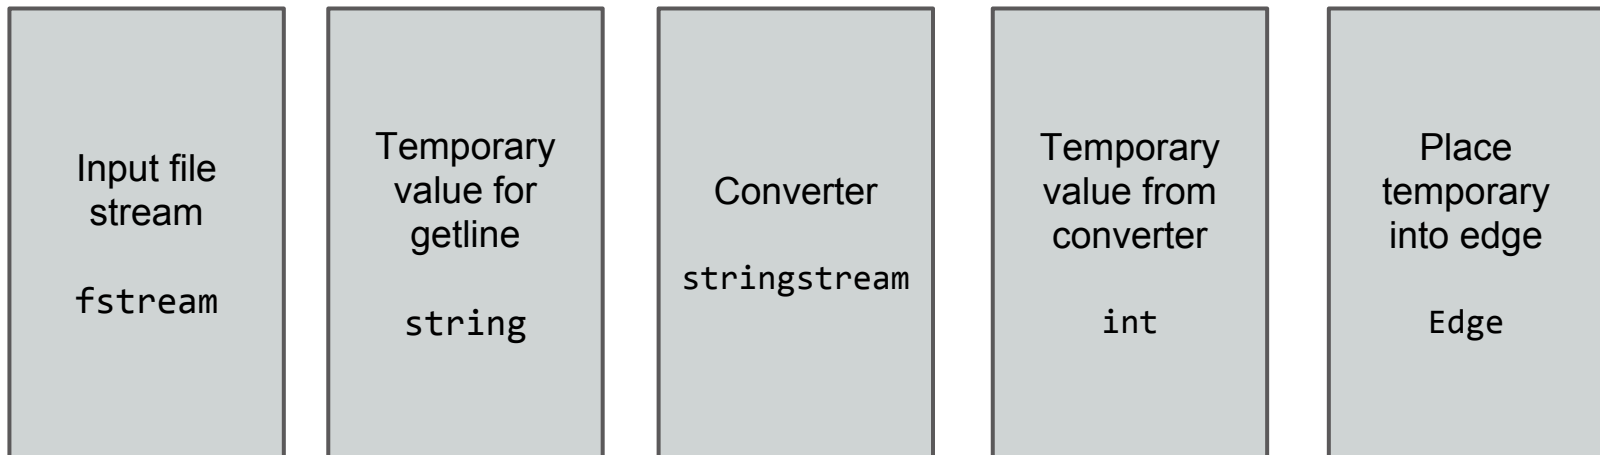 Input file
stream
fstream
Temporary
value for
getline
string
Converter
stringstream
Temporary
value from
converter
int
Place
temporary
into edge
Edge